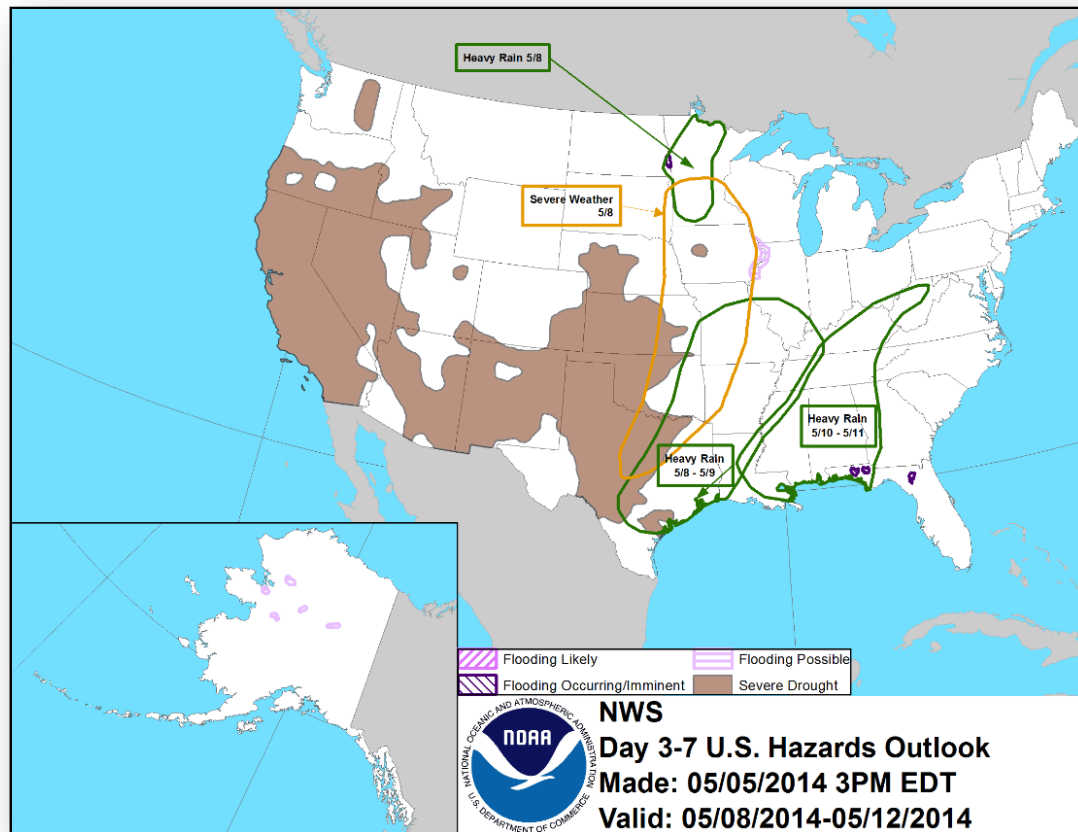 Heavy Rain 5/8
Severe Weather
5/8
Heavy Rain
5/10 - 5/11
Heavy Rain
5/8 - 5/9
Flooding Likely
Flooding Possible
Flooding Occurring/Imminent
Severe Drought
NATIONAL OCEANIC AND ATMOSPHERIC ADMINISTRATION
NOAA
U.S. DEPARTMENT OF COMMERCE
NWS
Day 3-7 U.S. Hazards Outlook
Made: 05/05/2014 3PM EDT
Valid: 05/08/2014-05/12/2014